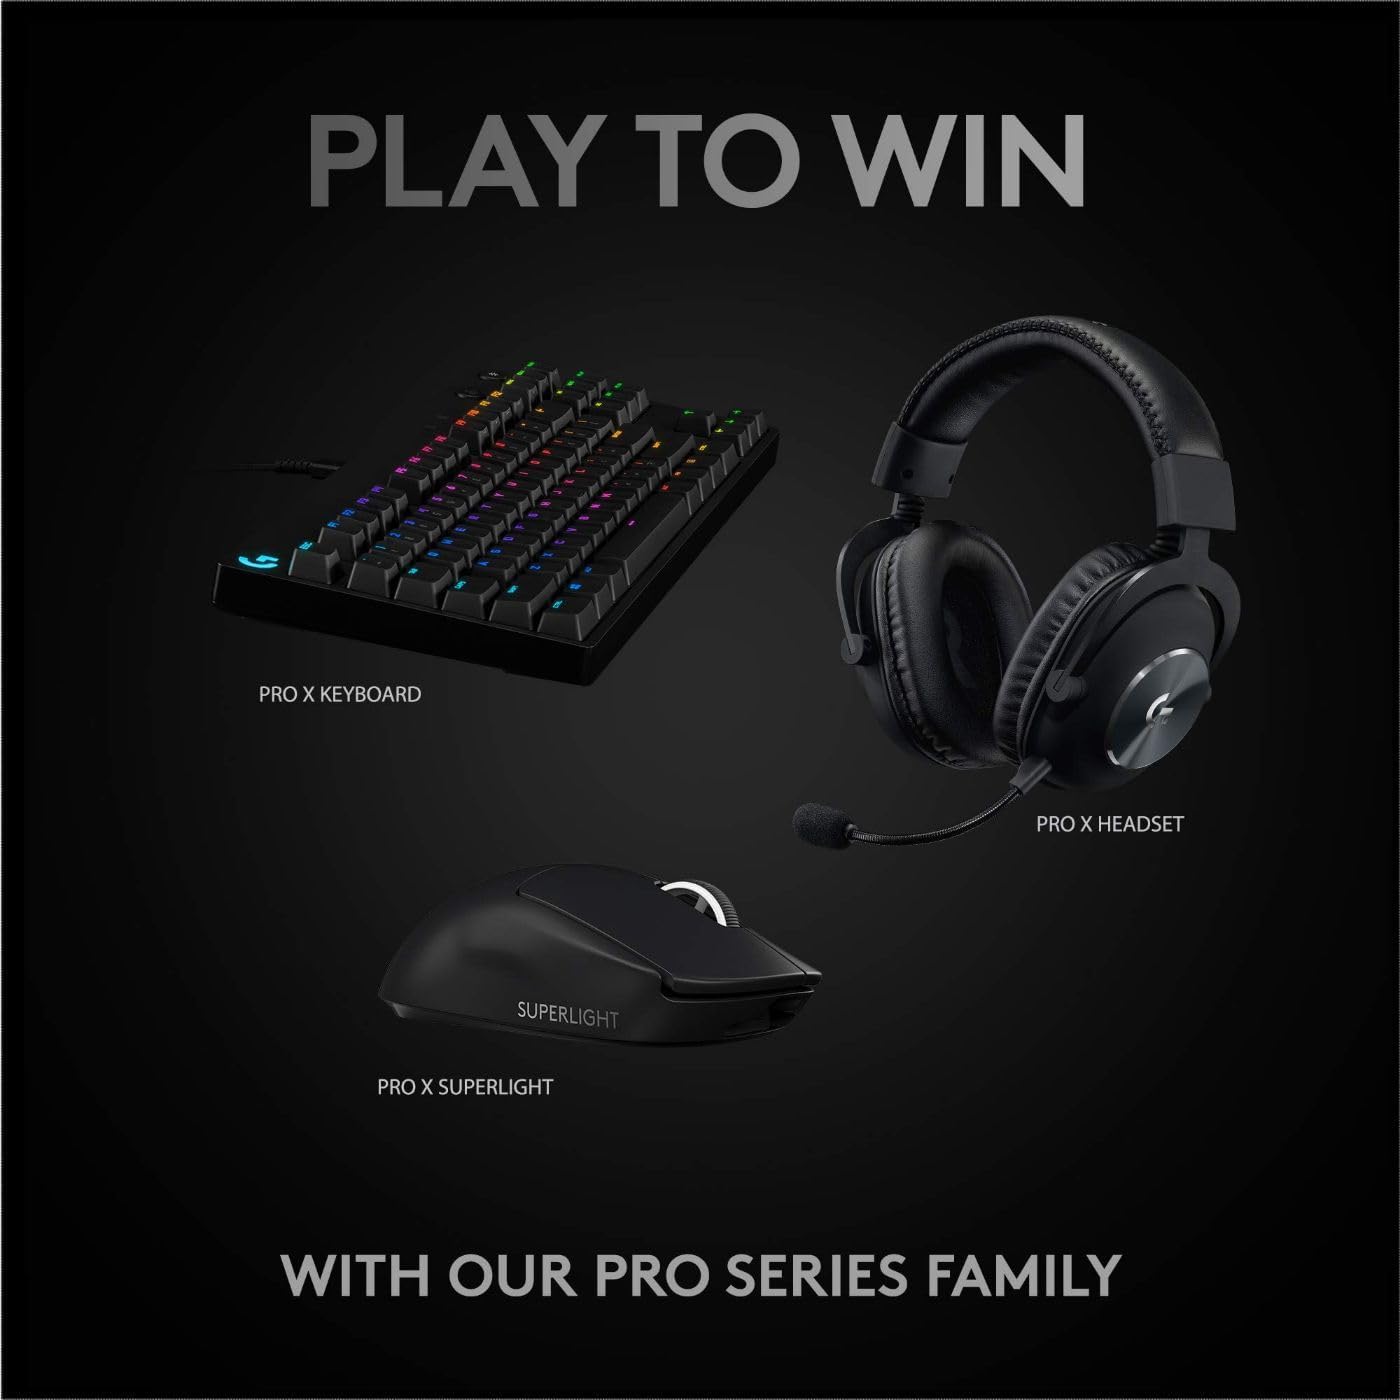 PLAY TO WIN
PRO X KEYBOARD
PRO X HEADSET
SUPERLIGHT
PRO X SUPERLIGHT
WITH OUR PRO SERIES FAMILY